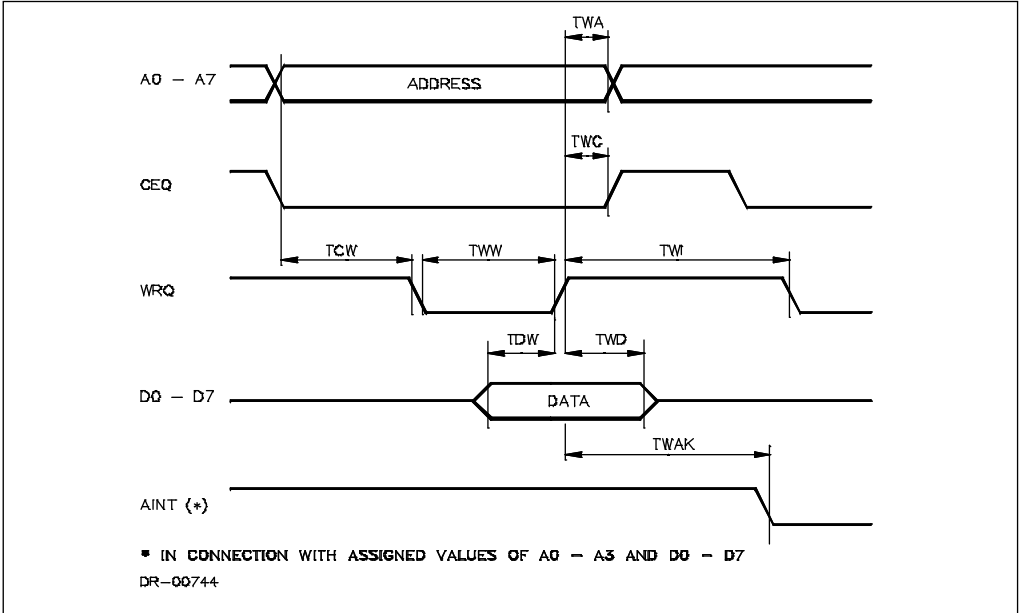 TWA
A0 – A7
ADDRESS
TWC
CEQ
TCW
TWW
TWI
WRQ
TDW
TWD
D0 – D7
DATA
TWAK
AINT (*)
* IN CONNECTION WITH ASSIGNED VALUES OF A0 – A3 AND D0 – D7
DR–00744